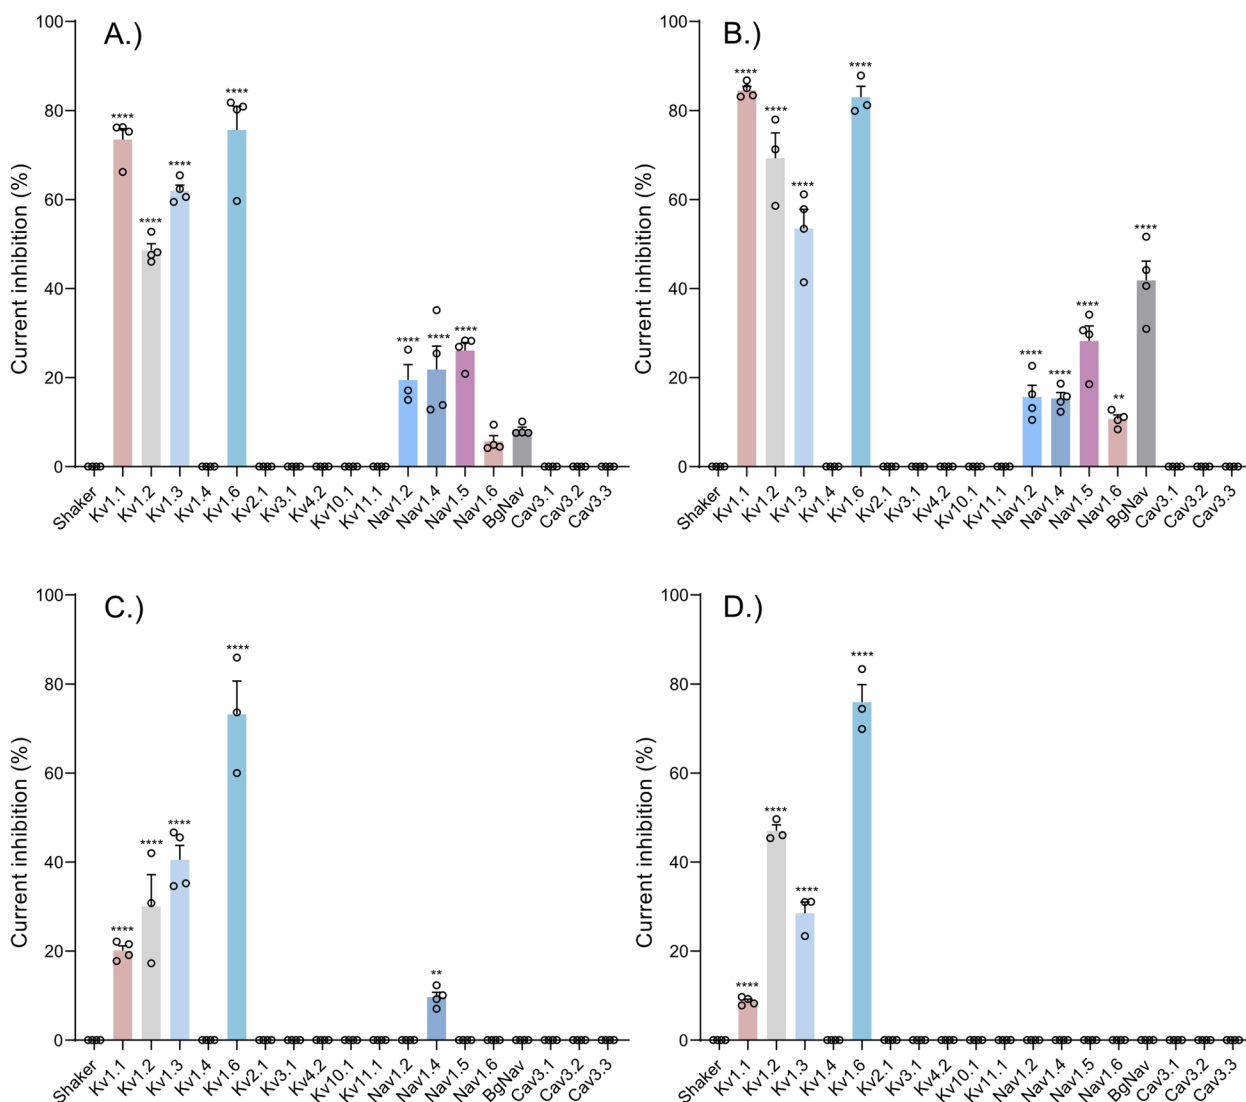 A.)
Current inhibition (%)
100
80
60
40
20
0
**** **** **** **** **** **** ****
Shaker Kv1.1 Kv1.2 Kv1.3 Kv1.4 Kv1.6 Kv2.1 Kv3.1 Kv4.2 Kv10.1 Kv11.1 Nav1.2 Nav1.4 Nav1.5 Nav1.6 BgNav Cav3.1 Cav3.2 Cav3.3
B.)
Current inhibition (%)
100
80
60
40
20
0
**** **** **** **** **** **** **** ** ****
Shaker Kv1.1 Kv1.2 Kv1.3 Kv1.4 Kv1.6 Kv2.1 Kv3.1 Kv4.2 Kv10.1 Kv11.1 Nav1.2 Nav1.4 Nav1.5 Nav1.6 BgNav Cav3.1 Cav3.2 Cav3.3
C.)
Current inhibition (%)
100
80
60
40
20
0
**** **** **** **** **
Shaker Kv1.1 Kv1.2 Kv1.3 Kv1.4 Kv1.6 Kv2.1 Kv3.1 Kv4.2 Kv10.1 Kv11.1 Nav1.2 Nav1.4 Nav1.5 Nav1.6 BgNav Cav3.1 Cav3.2 Cav3.3
D.)
Current inhibition (%)
100
80
60
40
20
0
**** **** **** ****
Shaker Kv1.1 Kv1.2 Kv1.3 Kv1.4 Kv1.6 Kv2.1 Kv3.1 Kv4.2 Kv10.1 Kv11.1 Nav1.2 Nav1.4 Nav1.5 Nav1.6 BgNav Cav3.1 Cav3.2 Cav3.3